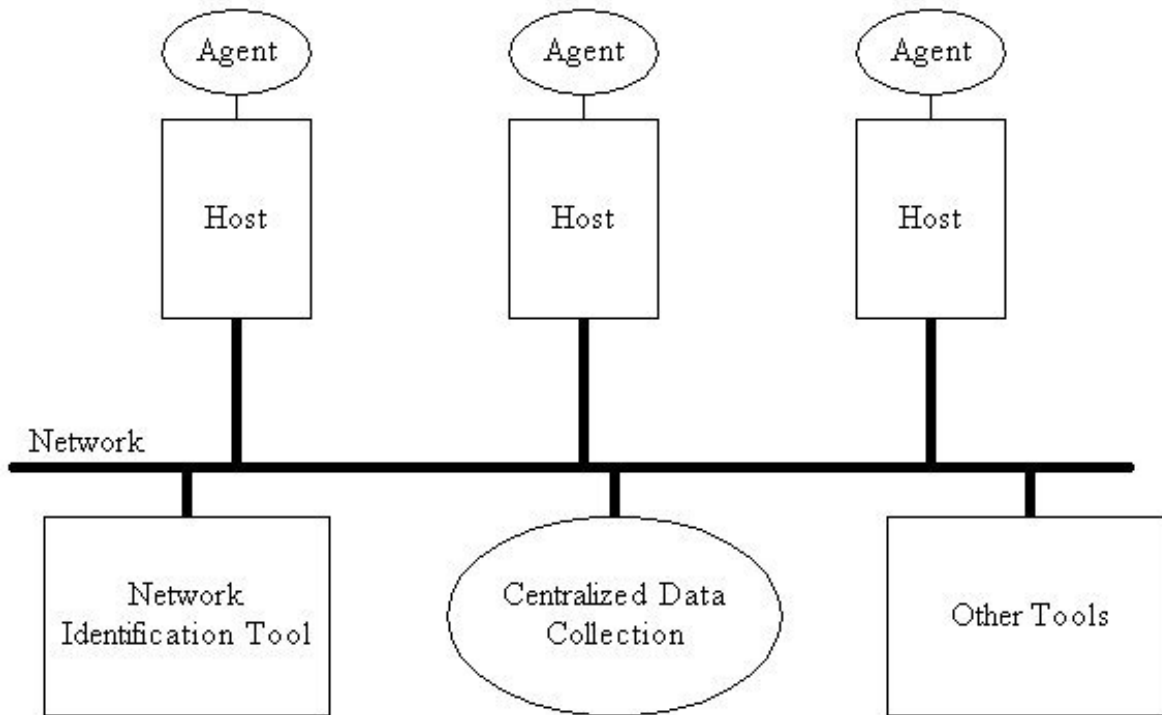 Agent
Agent
Agent
Host
Host
Host
Network
Network
Identification Tool
Centralized Data
Collection
Other Tools